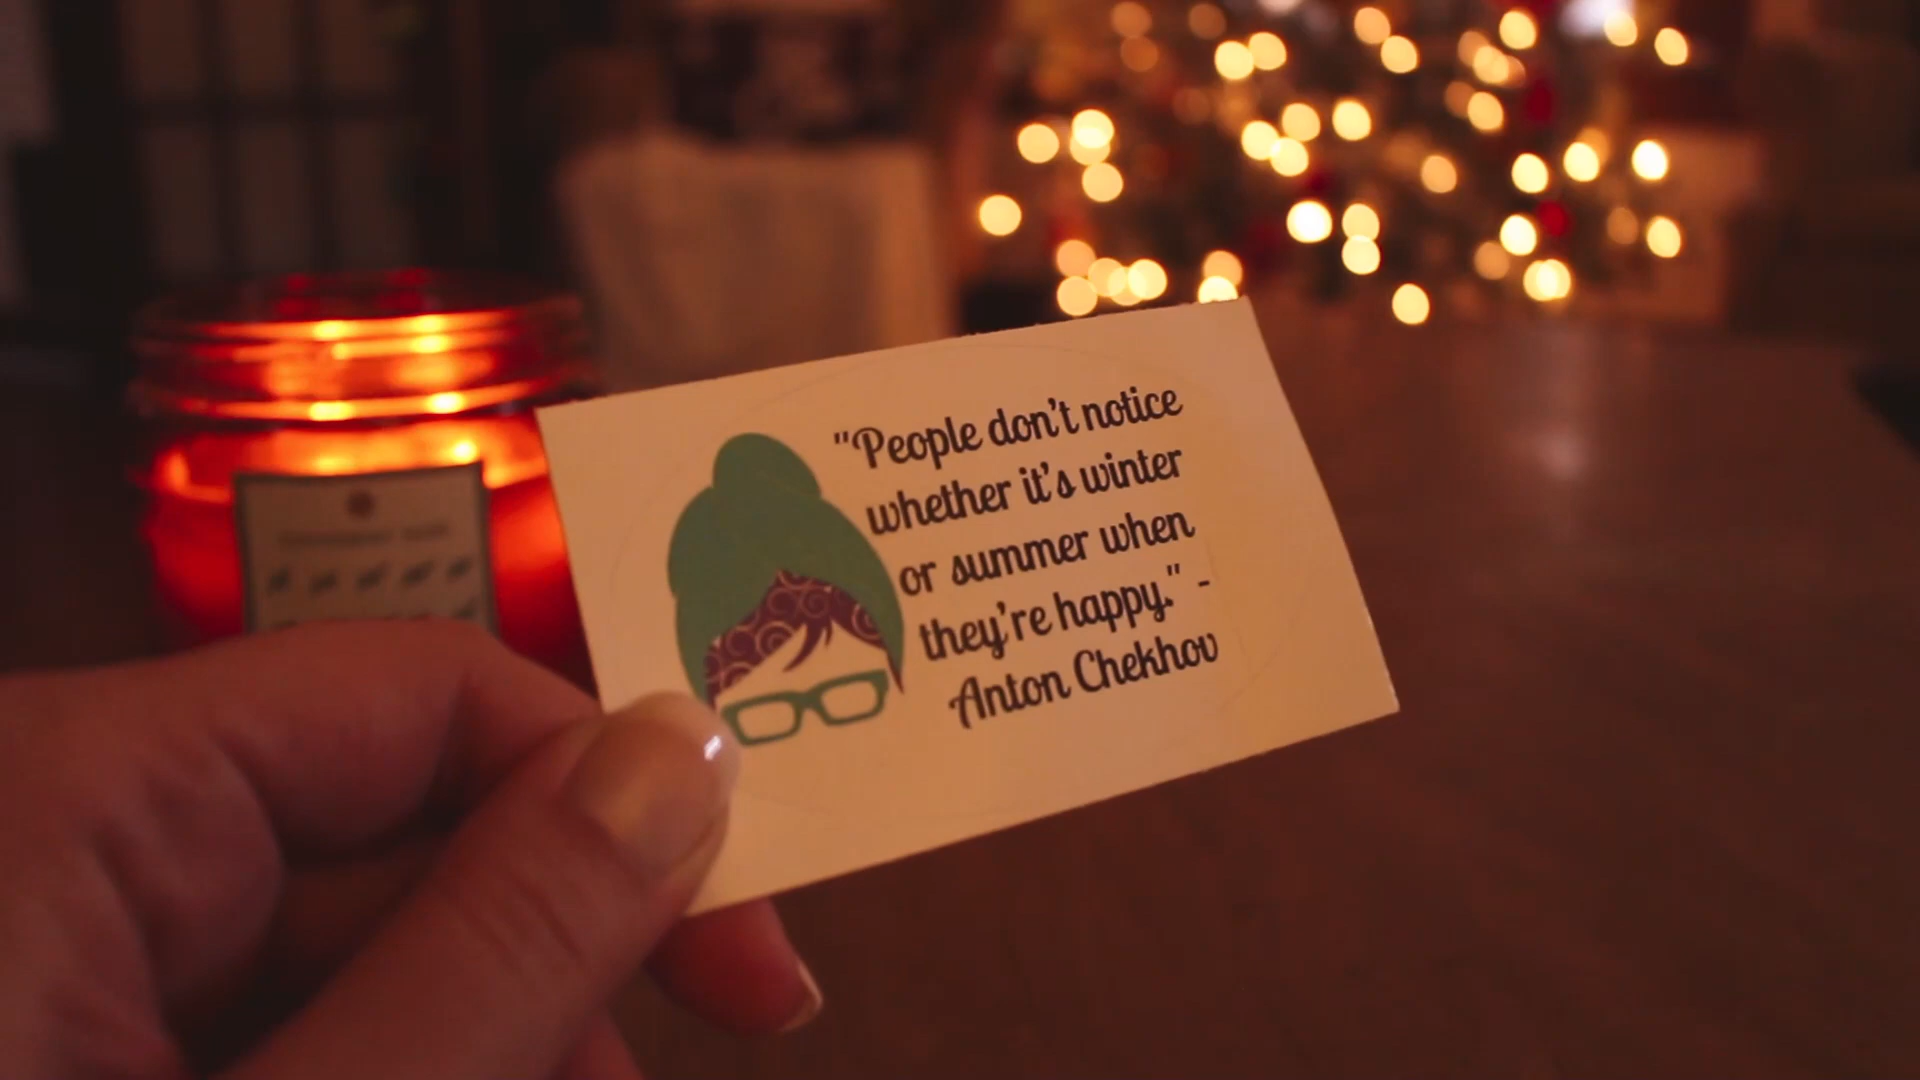 "People don't notice
whether it's winter
or summer when
they're happy." -
Anton Chekhov